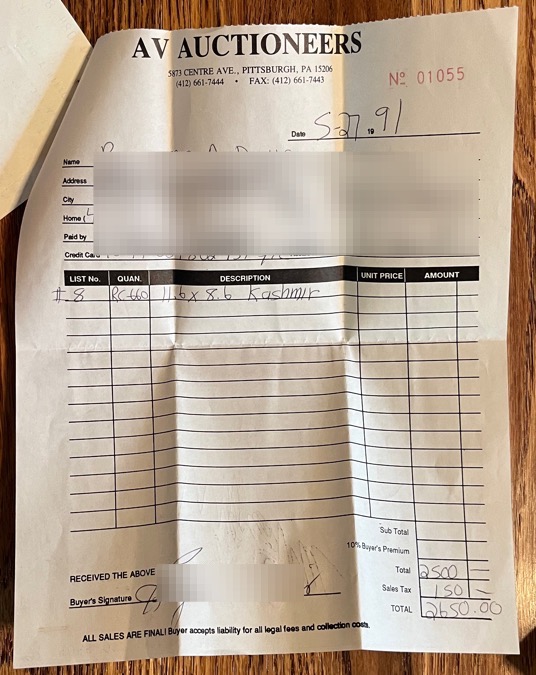 AV AUCTIONEERS
5873 CENTRE AVE., PITTSBURGH, PA 15206
(412) 661-7444 • FAX: (412) 661-7443
Nº 01055
Date 5-27 1991
Name
Address
City
Home (
Paid by
Credit Card
LIST No. QUAN. DESCRIPTION UNIT PRICE AMOUNT
#8 RC660 11.6 x 8.6 Kashmir
Sub Total
10% Buyer's Premium
Total 2500 -
Sales Tax 150 -
TOTAL 2650.00
RECEIVED THE ABOVE
Buyer's Signature
ALL SALES ARE FINAL! Buyer accepts liability for all legal fees and collection costs.